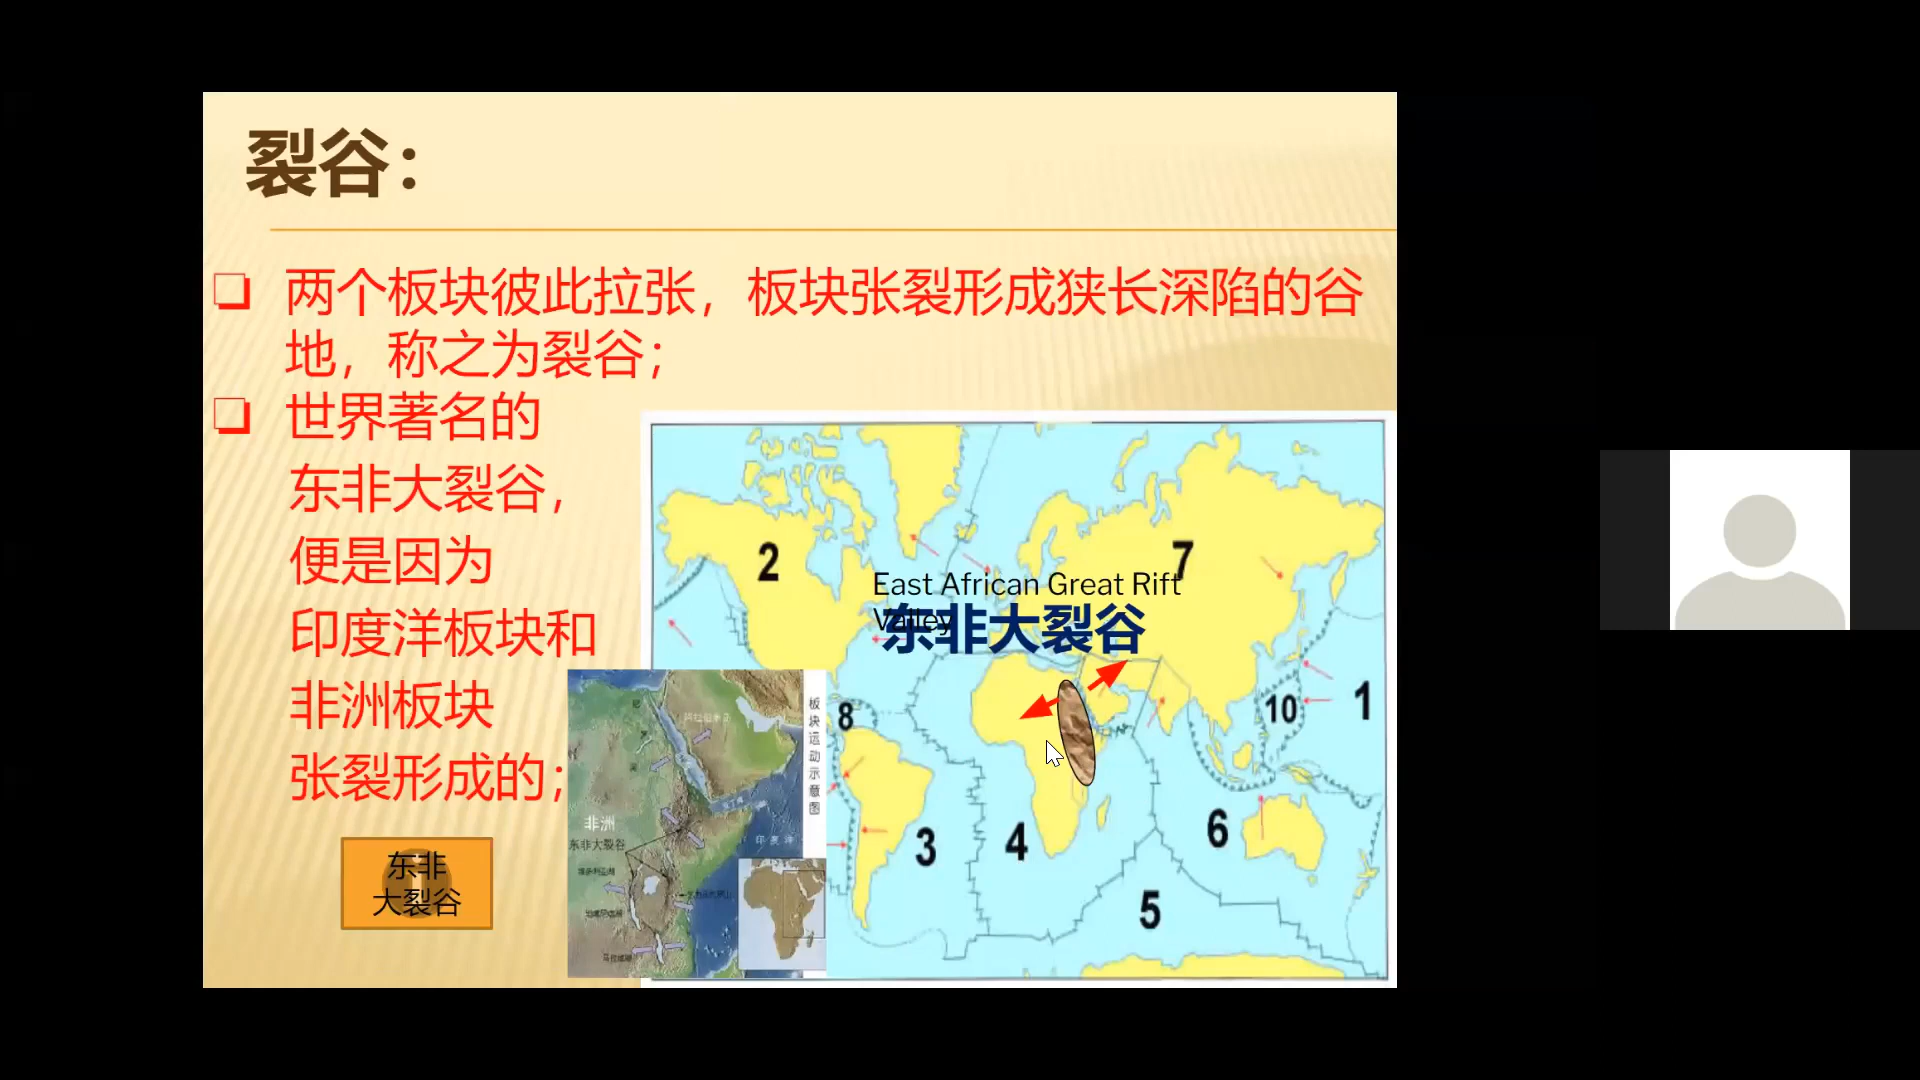 裂谷：
两个板块彼此拉张，板块张裂形成狭长深陷的谷
地，称之为裂谷；
世界著名的
东非大裂谷，
便是因为
印度洋板块和
非洲板块
张裂形成的；
东非
大裂谷
2
7
East African Great Rift
Valley
东非大裂谷
8
10
1
3
4
6
5
板块运动示意图
非洲
东非大裂谷
印度洋